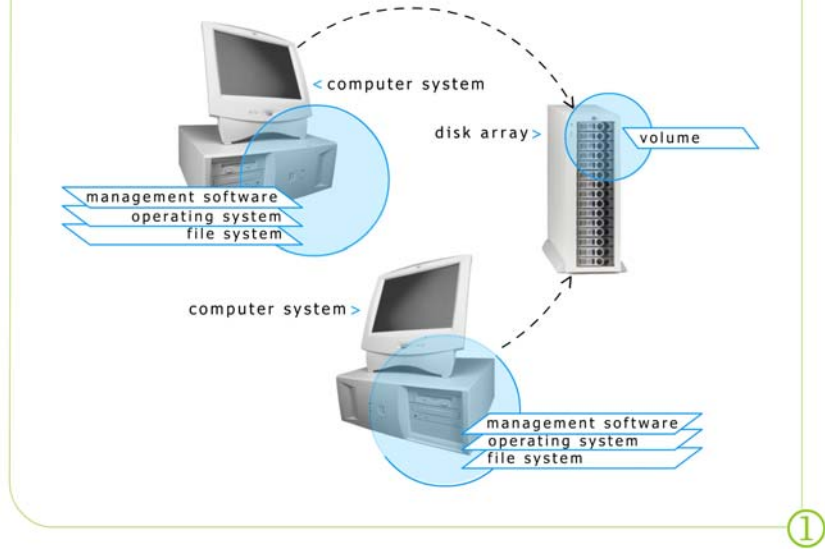 < computer system
disk array >
volume
management software
operating system
file system
computer system >
management software
operating system
file system
①